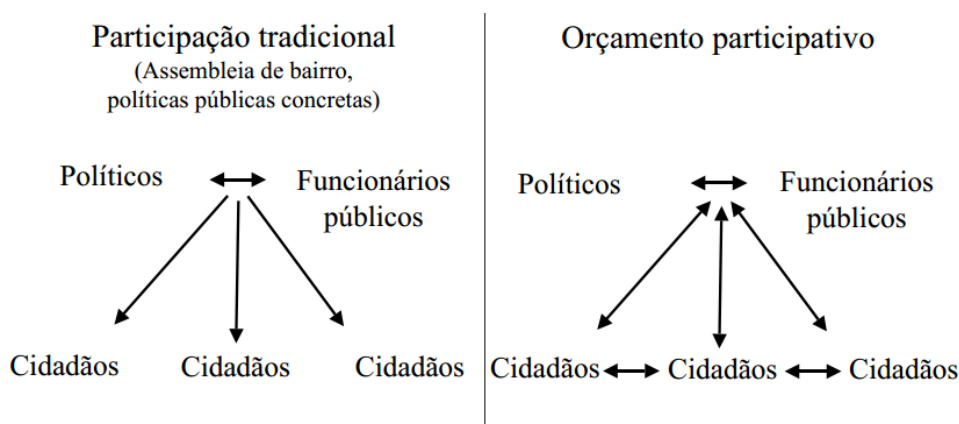 Participação tradicional
(Assembleia de bairro,
políticas públicas concretas)
Políticos
Funcionários
públicos
Cidadãos
Cidadãos
Cidadãos
Orçamento participativo
Políticos
Funcionários
públicos
Cidadãos
Cidadãos
Cidadãos